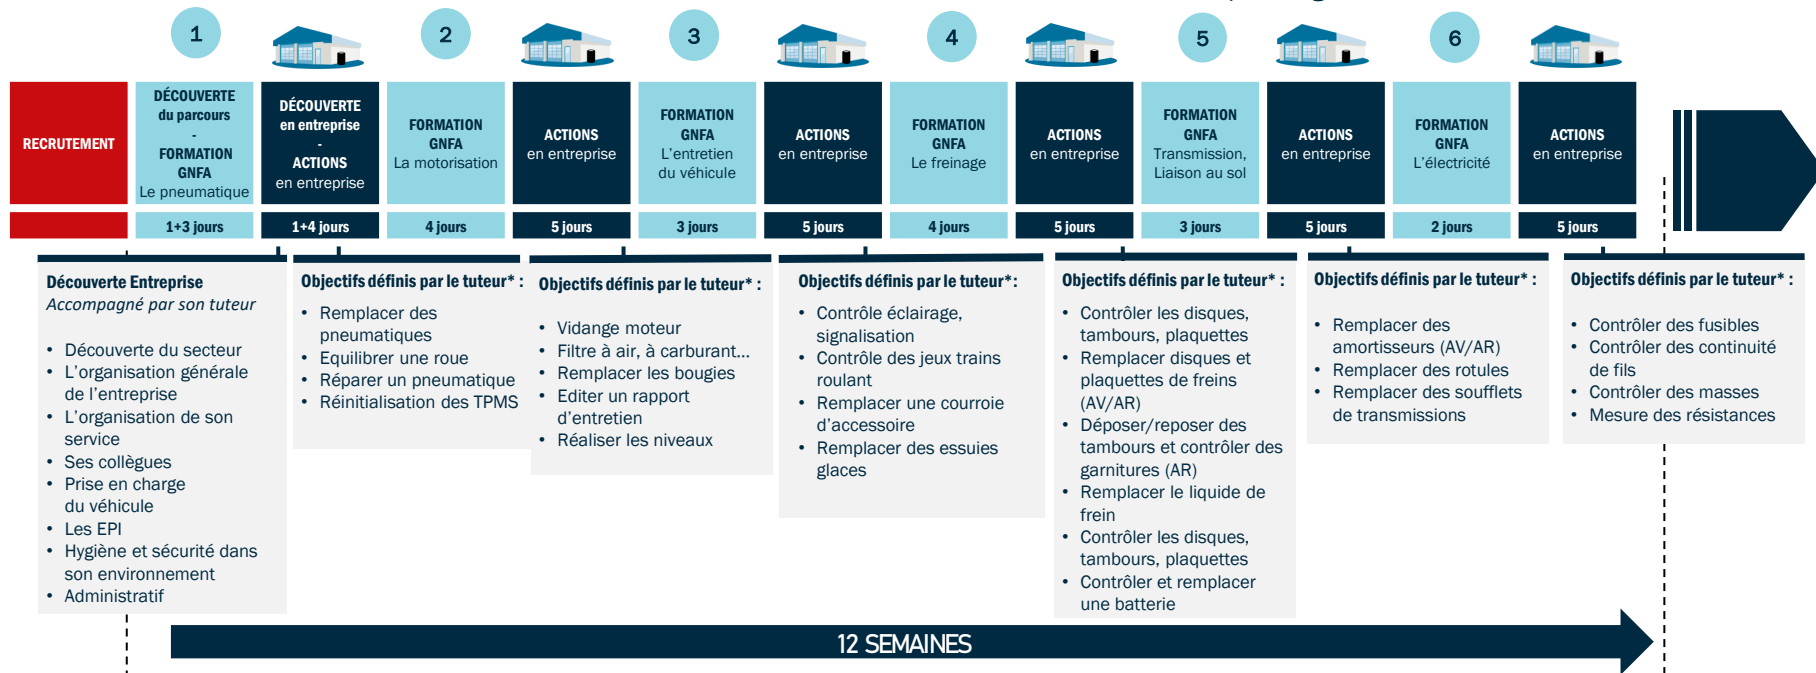 1
2
3
4
5
6
RECRUTEMENT
DÉCOUVERTE
du parcours
-
FORMATION
GNFA
Le pneumatique
DÉCOUVERTE
en entreprise
-
ACTIONS
en entreprise
FORMATION
GNFA
La motorisation
ACTIONS
en entreprise
FORMATION
GNFA
L'entretien
du véhicule
ACTIONS
en entreprise
FORMATION
GNFA
Le freinage
ACTIONS
en entreprise
FORMATION
GNFA
Transmission,
Liaison au sol
ACTIONS
en entreprise
FORMATION
GNFA
L'électricité
ACTIONS
en entreprise
1+3 jours
1+4 jours
4 jours
5 jours
3 jours
5 jours
4 jours
5 jours
3 jours
5 jours
2 jours
5 jours
Découverte Entreprise
Accompagné par son tuteur
• Découverte du secteur
• L'organisation générale
de l'entreprise
• L'organisation de son
service
• Ses collègues
• Prise en charge
du véhicule
• Les EPI
• Hygiène et sécurité dans
son environnement
• Administratif
Objectifs définis par le tuteur* :
• Remplacer des
pneumatiques
• Equilibrer une roue
• Réparer un pneumatique
• Réinitialisation des TPMS
Objectifs définis par le tuteur* :
• Vidange moteur
• Filtre à air, à carburant...
• Remplacer les bougies
• Editer un rapport
d'entretien
• Réaliser les niveaux
Objectifs définis par le tuteur* :
• Contrôle éclairage,
signalisation
• Contrôle des jeux trains
roulant
• Remplacer une courroie
d'accessoire
• Remplacer des essuies
glaces
Objectifs définis par le tuteur* :
• Contrôler les disques,
tambours, plaquettes
• Remplacer disques et
plaquettes de freins
(AV/AR)
• Déposer/reposer des
tambours et contrôler des
garnitures (AR)
• Remplacer le liquide de
frein
• Contrôler les disques,
tambours, plaquettes
• Contrôler et remplacer
une batterie
Objectifs définis par le tuteur* :
• Remplacer des
amortisseurs (AV/AR)
• Remplacer des rotules
• Remplacer des soufflets
de transmissions
Objectifs définis par le tuteur* :
• Contrôler des fusibles
• Contrôler des continuité
de fils
• Contrôler des masses
• Mesure des résistances
12 SEMAINES